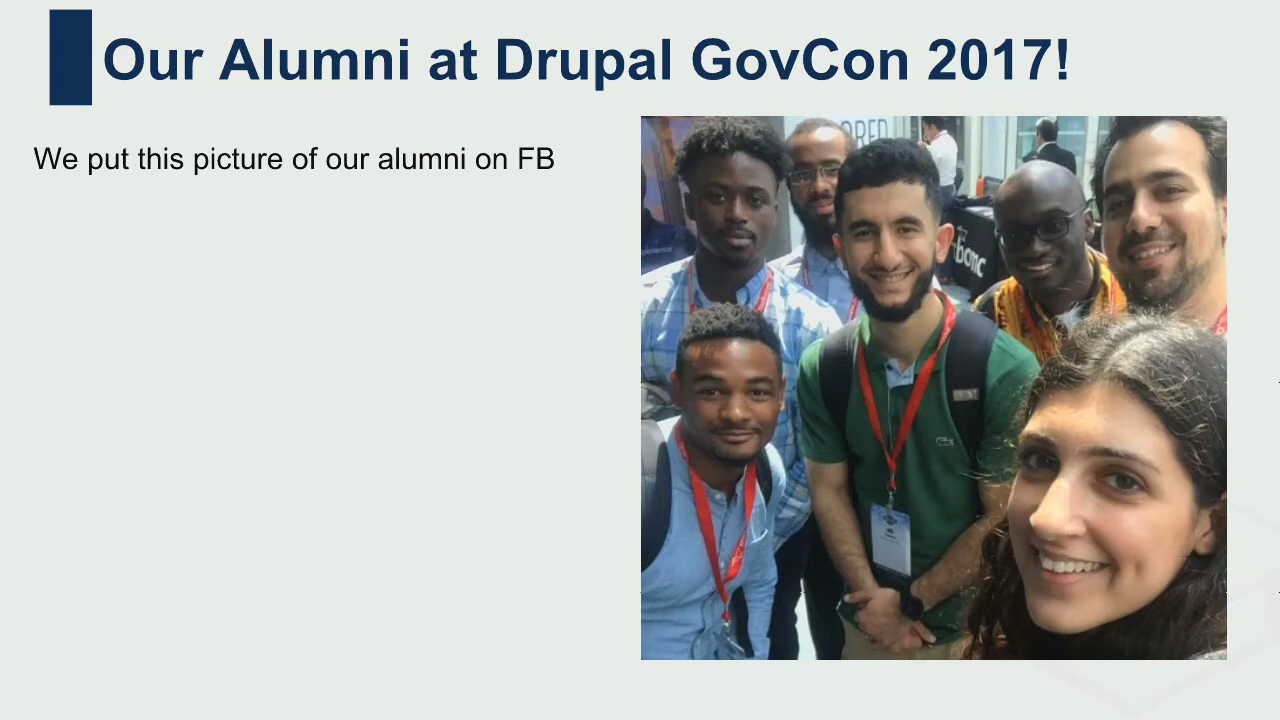 Our Alumni at Drupal GovCon 2017!
We put this picture of our alumni on FB